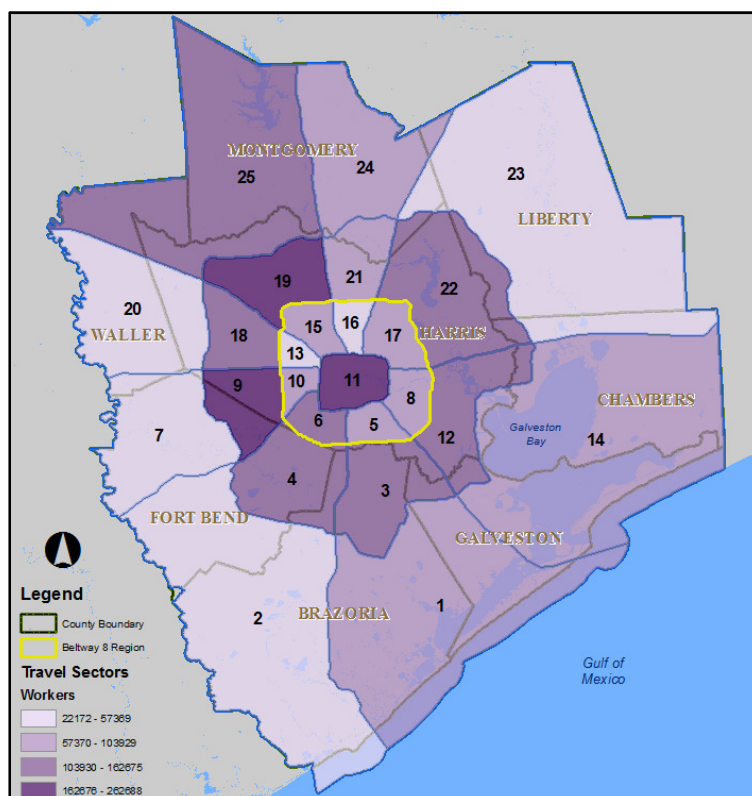 MONTGOMERY
24
25
23
LIBERTY
19
21
22
20
WALLER
15
16
17
HARRIS
18
13
9
10
11
8
CHAMBERS
7
6
5
12
Galveston
Bay
14
4
3
FORT BEND
GALVESTON
2
BRAZORIA
1
Gulf of
Mexico
Legend
County Boundary
Beltway 8 Region
Travel Sectors
Workers
22172 - 57369
57370 - 103929
103930 - 162675
162676 - 262688